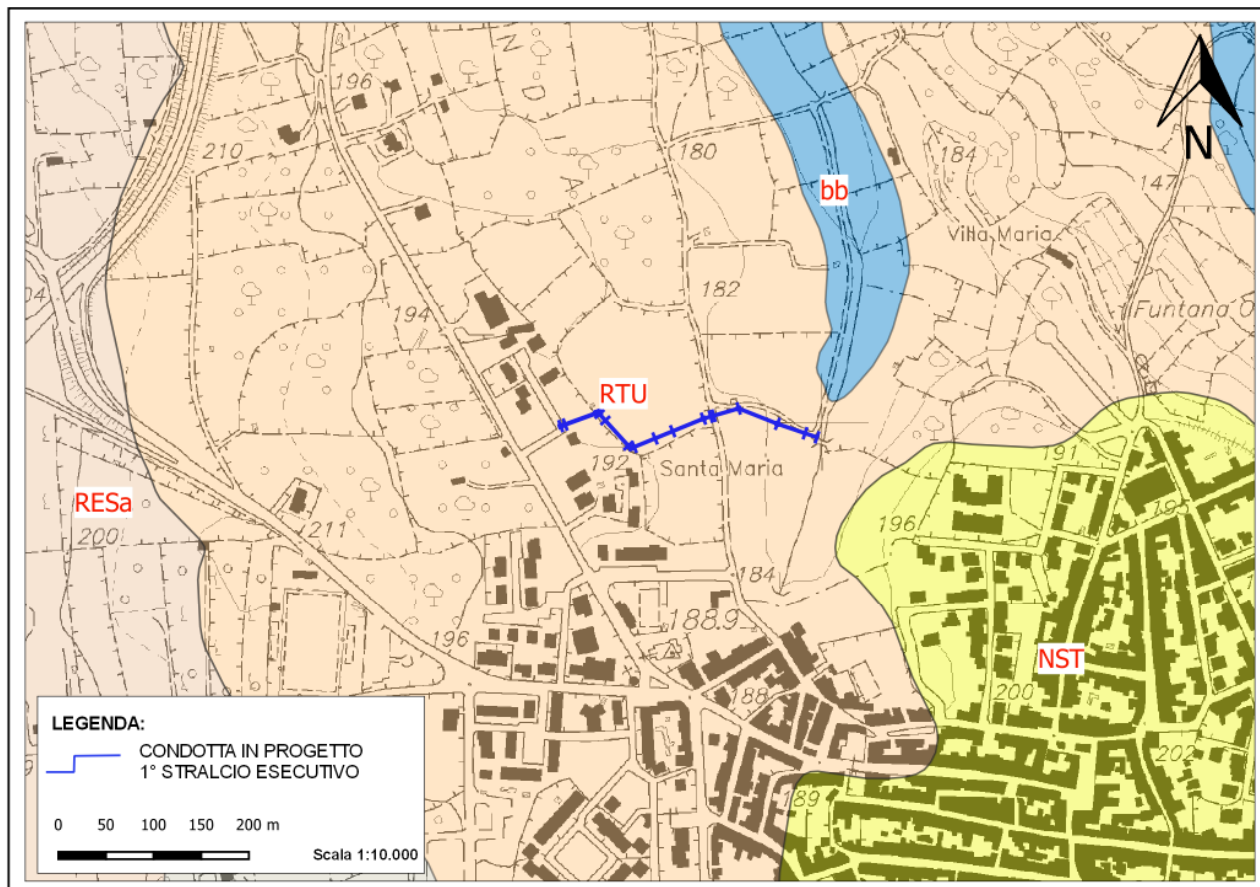 N
196
210
180
184
147
bb
Villa Maria
182
Funtana O
194
RTU
192
Santa Maria
191
193
RESa
200
211
196
184
188.9
196
NST
188
200
202
189
LEGENDA:
CONDOTTA IN PROGETTO
1° STRALCIO ESECUTIVO
0 50 100 150 200 m
Scala 1:10.000